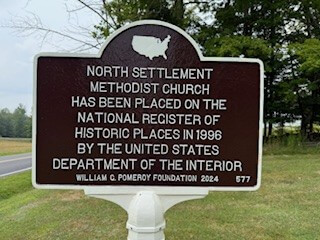 NORTH SETTLEMENT
METHODIST CHURCH
HAS BEEN PLACED ON THE
NATIONAL REGISTER OF
HISTORIC PLACES IN 1996
BY THE UNITED STATES
DEPARTMENT OF THE INTERIOR
WILLIAM G. POMEROY FOUNDATION 2024 577